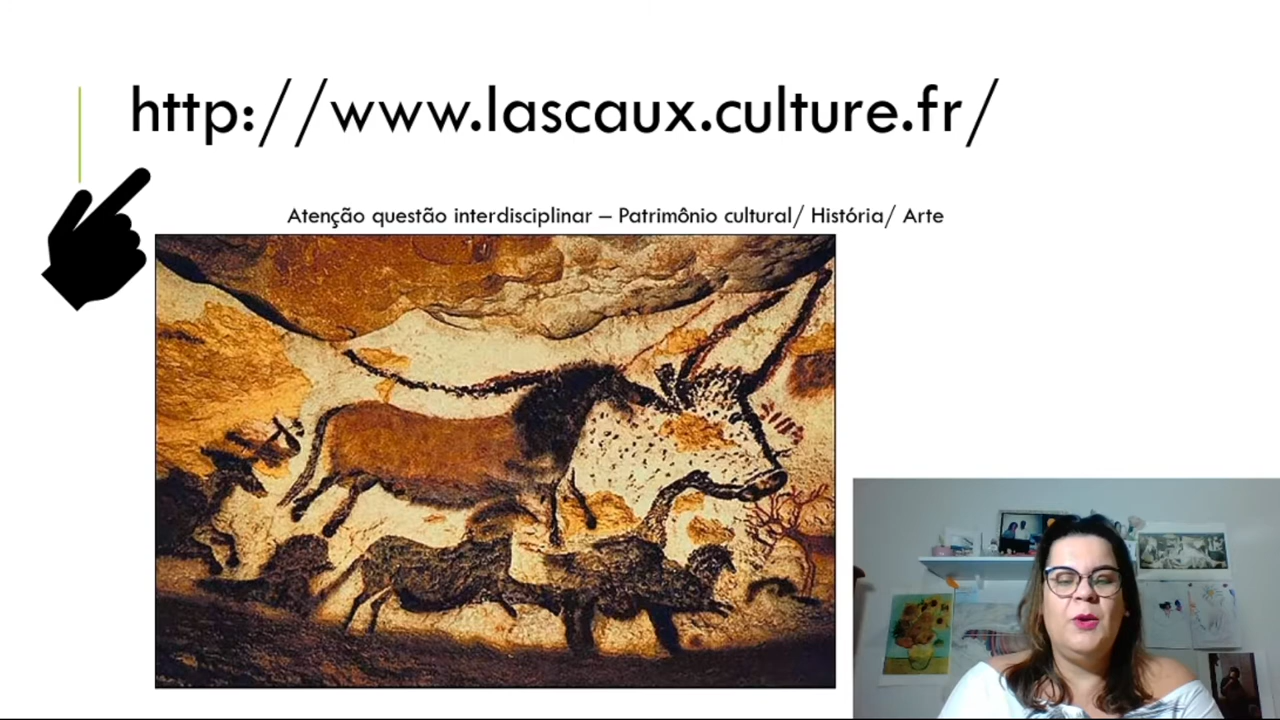 http://www.lascaux.culture.fr/
Atenção questão interdisciplinar – Patrimônio cultural/ História/ Arte